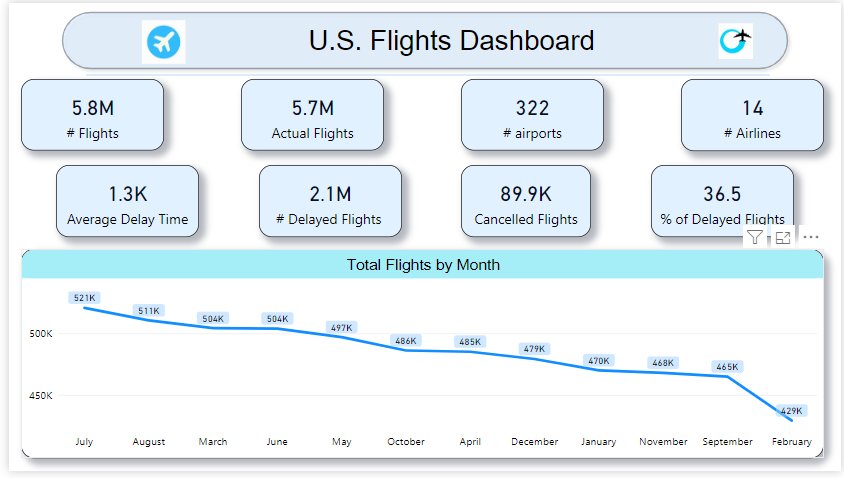 U.S. Flights Dashboard
5.8M
# Flights
5.7M
Actual Flights
322
# airports
14
# Airlines
1.3K
Average Delay Time
2.1M
# Delayed Flights
89.9K
Cancelled Flights
36.5
% of Delayed Flights
Total Flights by Month
521K
511K
504K
504K
497K
486K
485K
479K
470K
468K
465K
429K
500K
450K
July
August
March
June
May
October
April
December
January
November
September
February